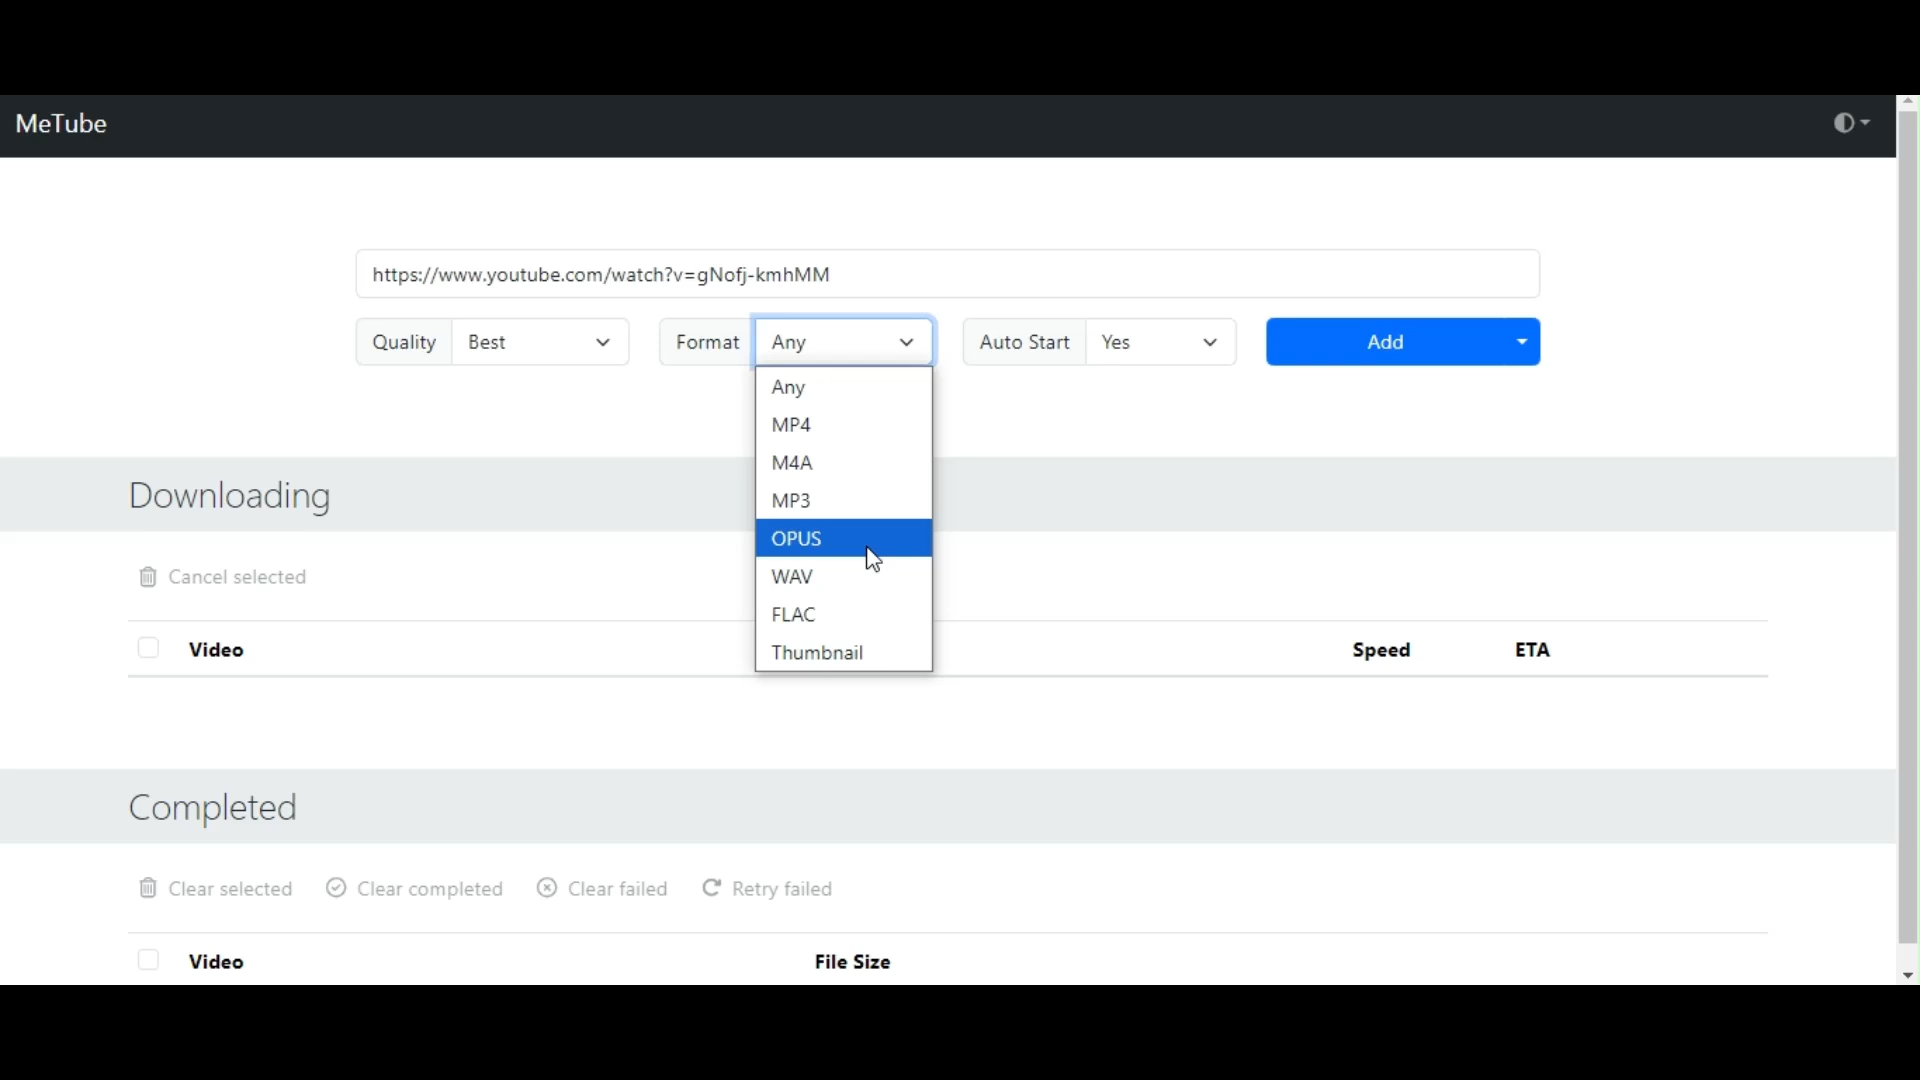 MeTube
https://www.youtube.com/watch?v=gNofj-kmhMM
Quality Best Format Any Auto Start Yes Add
Any
MP4
M4A
MP3
OPUS
WAV
FLAC
Thumbnail
Downloading
Cancel selected
Video Speed ETA
Completed
Clear selected Clear completed Clear failed Retry failed
Video File Size